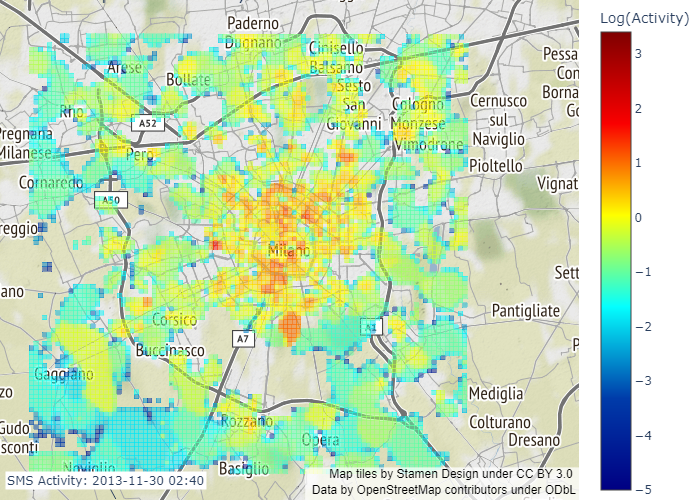 Paderno
Dugnano
Cinisello
Balsamo
Arese
Bollate
Sesto
San
Giovanni
Pessa
Con
Borna
Go
Rho
A52
Cologno
Monzese
Cernusco
sul
Naviglio
Pregnana
Milanese
Pero
Vimodrone
Pioltello
Cornaredo
A50
Vignat
reggio
Milano
Sett
ano
Corsico
A7
A1
Pantigliate
Buccinasco
P
Gaggiano
zo
Mediglia
Gudo
sconti
Rozzano
Opera
Colturano
Dresano
Noviglio
Basiglio
SMS Activity: 2013-11-30 02:40
Map tiles by Stamen Design under CC BY 3.0
Data by OpenStreetMap contributors under ODbL
Log(Activity)
3
2
1
0
−1
−2
−3
−4
−5